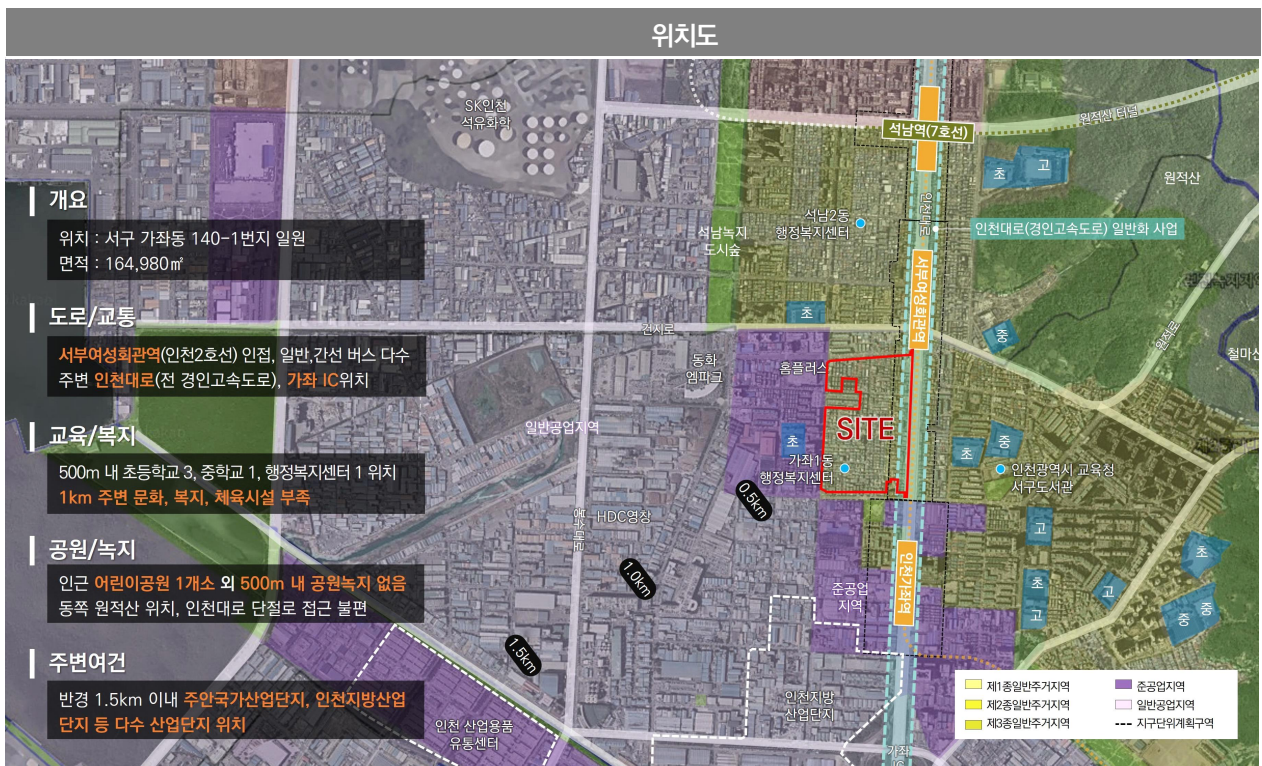 위치도
개요
위치 : 서구 가좌동 140-1번지 일원
면적 : 164,980㎡
도로/교통
서부여성회관역(인천2호선) 인접, 일반,간선 버스 다수
주변 인천대로(전 경인고속도로), 가좌 IC위치
교육/복지
500m 내 초등학교 3, 중학교 1, 행정복지센터 1 위치
1km 주변 문화, 복지, 체육시설 부족
공원/녹지
인근 어린이공원 1개소 외 500m 내 공원녹지 없음
동쪽 원적산 위치, 인천대로 단절로 접근 불편
주변여건
반경 1.5km 이내 주안국가산업단지, 인천지방산업
단지 등 다수 산업단지 위치
SK인천
석유화학
석남역(7호선)
원적산 터널
초
고
원적산
석남2동
행정복지센터
인천대로
인천대로(경인고속도로) 일반화 사업
석남녹지
도시숲
서부여성회관역
초
건지로
중
원적로
철마산
동화
엠파크
홈플러스
SITE
일반공업지역
초
가좌1동
행정복지센터
초
중
인천광역시 교육청
서구도서관
0.5km
HDC영창
봉수대로
고
초
1.0km
인천가좌역
준공업
지역
초
고
고
중
중
1.5km
인천 산업용품
유통센터
인천지방
산업단지
가좌
제1종일반주거지역
제2종일반주거지역
제3종일반주거지역
준공업지역
일반공업지역
지구단위계획구역